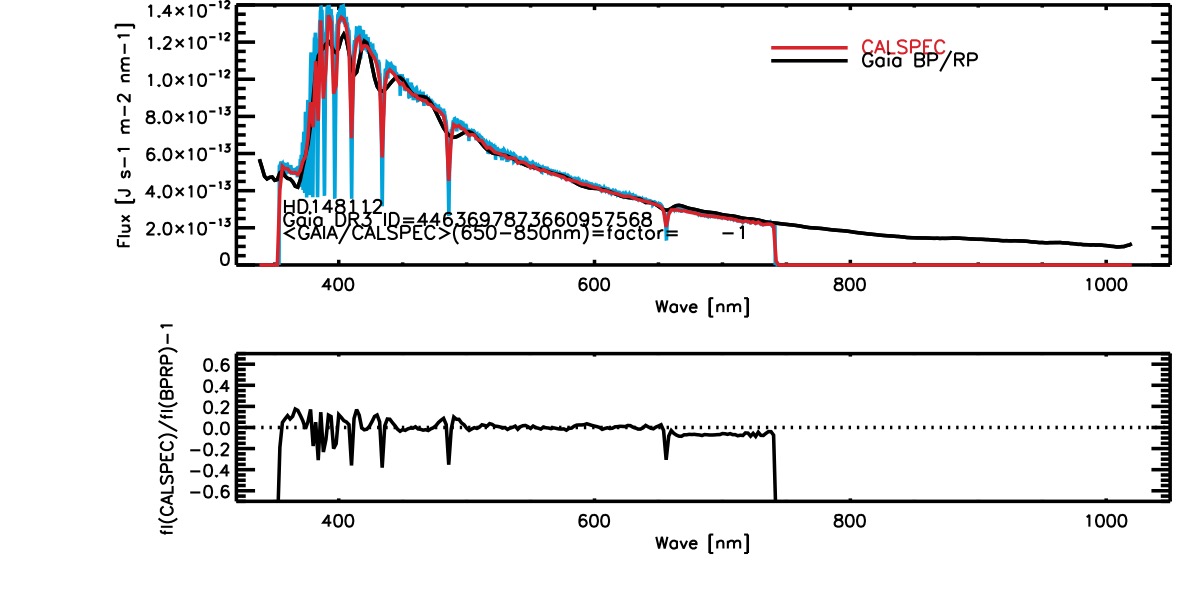 1.4×10−12
1.2×10−12
1.0×10−12
8.0×10−13
6.0×10−13
4.0×10−13
2.0×10−13
0
Flux [J s−1 m−2 nm−1]
CALSPEC
Gaia BP/RP
HD148112
Gaia DR3 ID=4463697873660957568
<GAIA/CALSPEC>(650−850nm)=factor= −1
400 600 800 1000
Wave [nm]
fl(CALSPEC)/fl(BPRP)−1
0.6
0.4
0.2
0.0
−0.2
−0.4
−0.6
400 600 800 1000
Wave [nm]